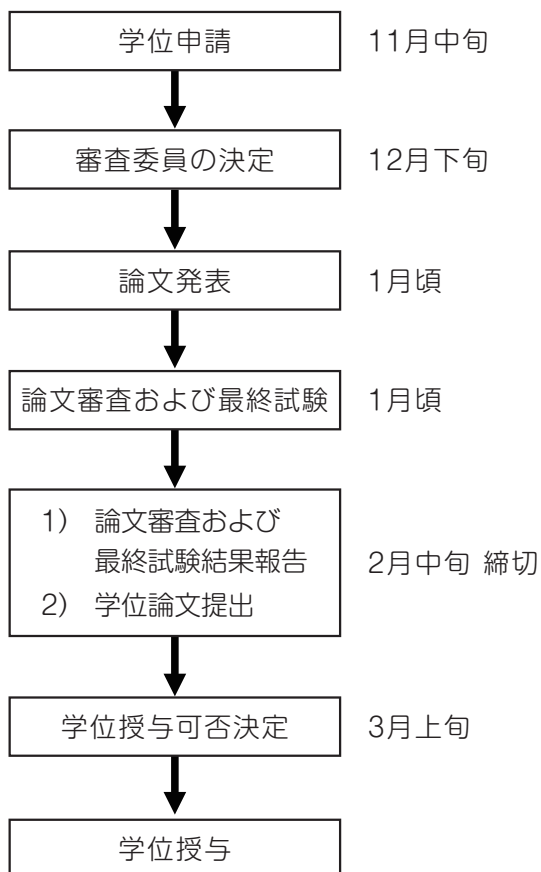 学位申請 11月中旬
審査委員の決定 12月下旬
論文発表 1月頃
論文審査および最終試験 1月頃
1) 論文審査および
最終試験結果報告
2) 学位論文提出
2月中旬 締切
学位授与可否決定 3月上旬
学位授与